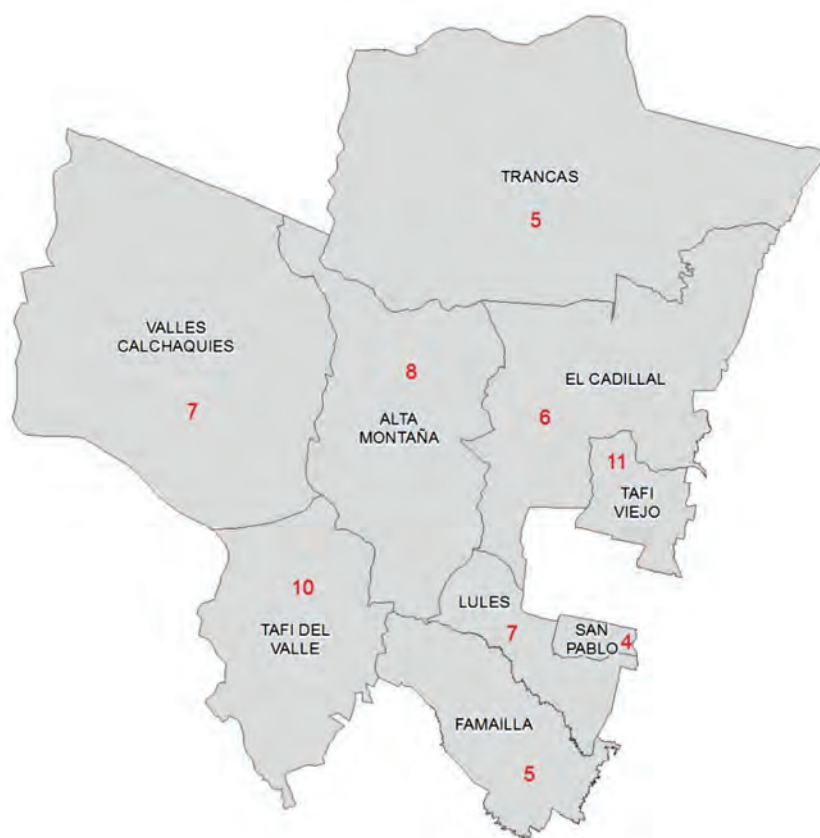 TRANCAS
5
VALLES
CALCHAQUIES
7
8
ALTA
MONTAÑA
EL CADILLAL
6
11
TAFI
VIEJO
10
TAFI DEL
VALLE
LULES
7
SAN
PABLO
4
FAMAILLA
5